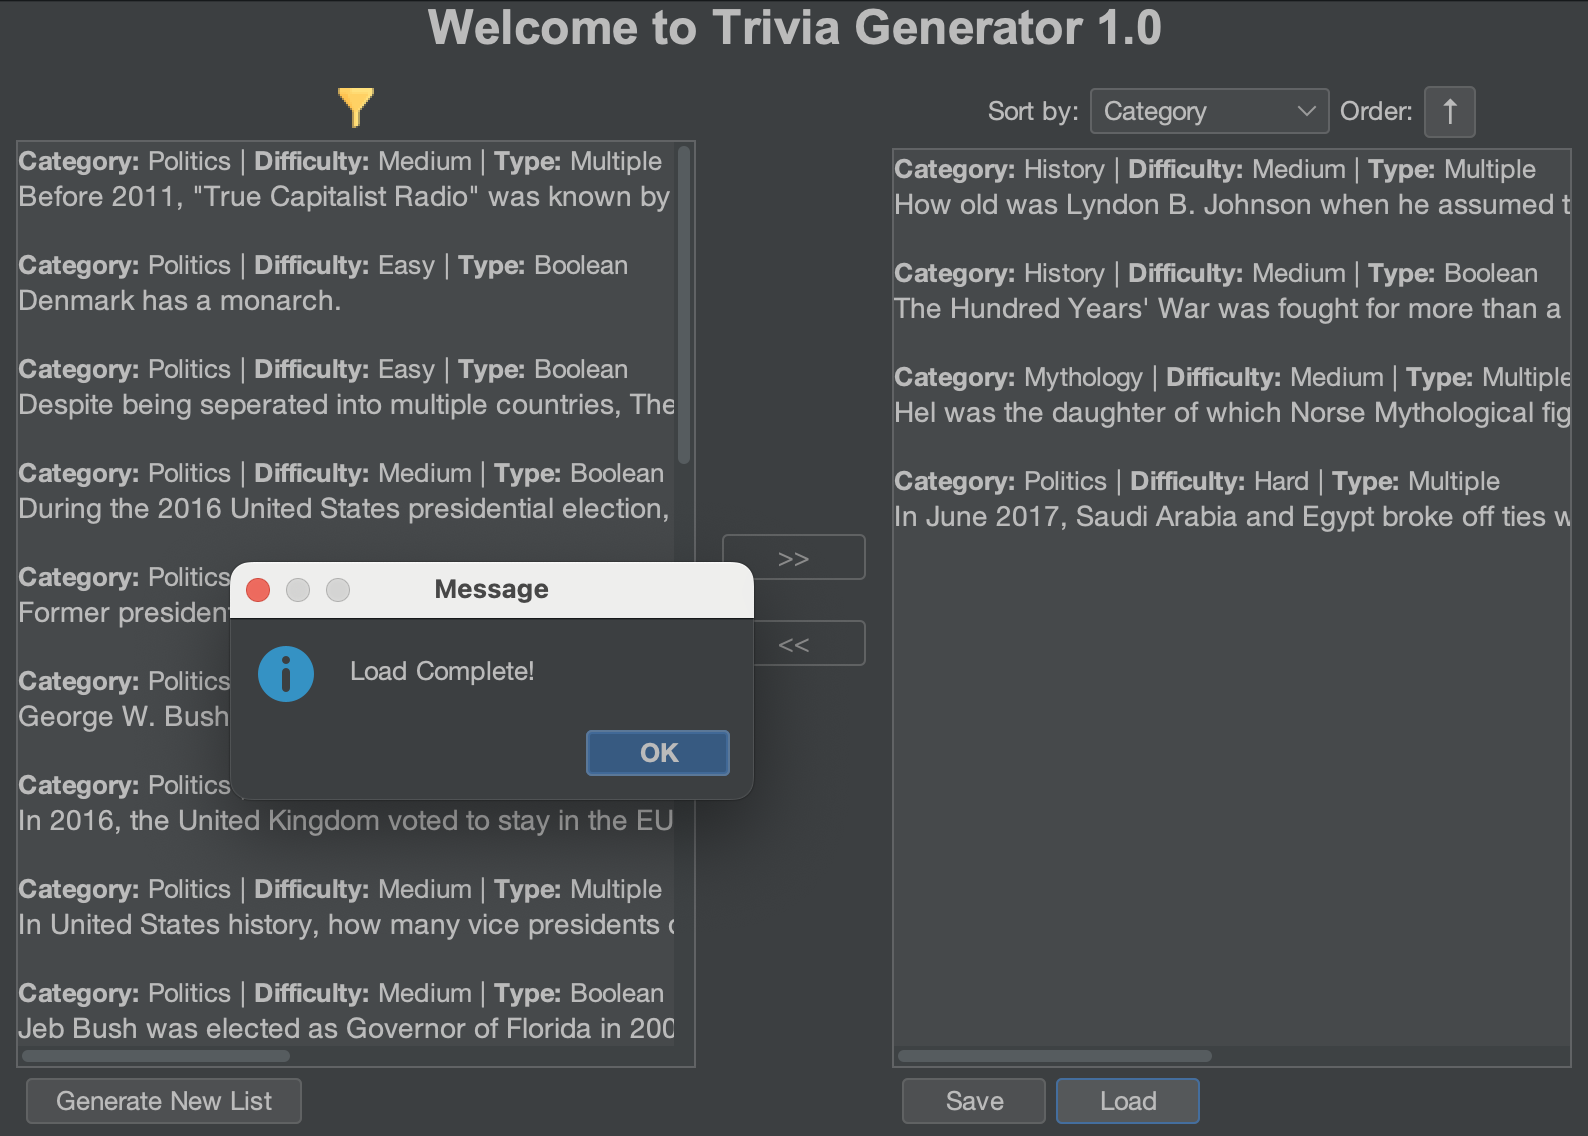 Welcome to Trivia Generator 1.0
Sort by: Category Order: ↑
Category: Politics | Difficulty: Medium | Type: Multiple
Before 2011, "True Capitalist Radio" was known by
Category: Politics | Difficulty: Easy | Type: Boolean
Denmark has a monarch.
Category: Politics | Difficulty: Easy | Type: Boolean
Despite being seperated into multiple countries, The
Category: Politics | Difficulty: Medium | Type: Boolean
During the 2016 United States presidential election,
Category: Politics
Former president
Category: Politics
George W. Bush
Category: Politics
In 2016, the United Kingdom voted to stay in the EU
Category: Politics | Difficulty: Medium | Type: Multiple
In United States history, how many vice presidents
Category: Politics | Difficulty: Medium | Type: Boolean
Jeb Bush was elected as Governor of Florida in 200
Generate New List
>>
<<
Message
Load Complete!
OK
Category: History | Difficulty: Medium | Type: Multiple
How old was Lyndon B. Johnson when he assumed t
Category: History | Difficulty: Medium | Type: Boolean
The Hundred Years' War was fought for more than a
Category: Mythology | Difficulty: Medium | Type: Multiple
Hel was the daughter of which Norse Mythological fig
Category: Politics | Difficulty: Hard | Type: Multiple
In June 2017, Saudi Arabia and Egypt broke off ties w
Save Load